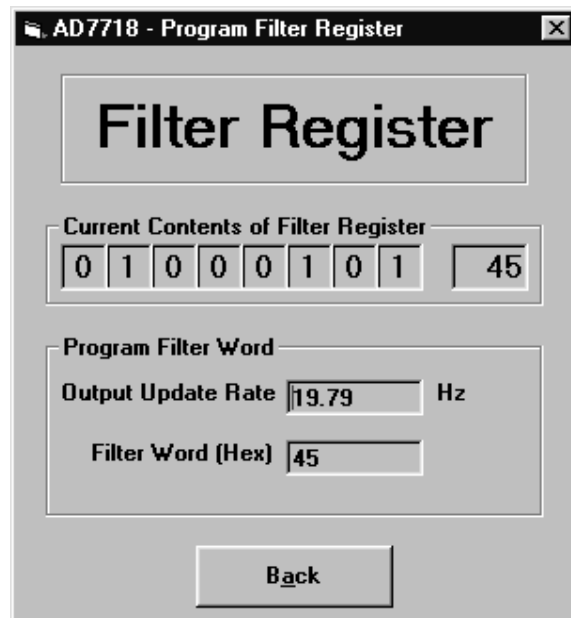 AD7718 - Program Filter Register
Filter Register
Current Contents of Filter Register
0 1 0 0 0 1 0 1 45
Program Filter Word
Output Update Rate 19.79 Hz
Filter Word (Hex) 45
Back